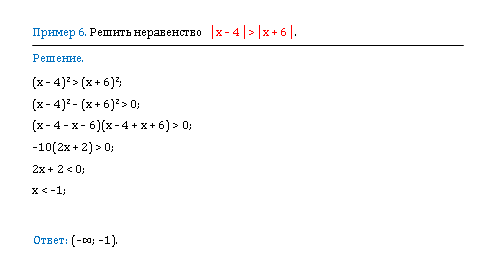 Пример 6. Решить неравенство |x – 4| > |x + 6|.
Решение.
(x – 4)² > (x + 6)²;
(x – 4)² – (x + 6)² > 0;
(x – 4 – x – 6)(x – 4 + x + 6) > 0;
–10(2x + 2) > 0;
2x + 2 < 0;
x < –1;
Ответ: (–∞; –1).